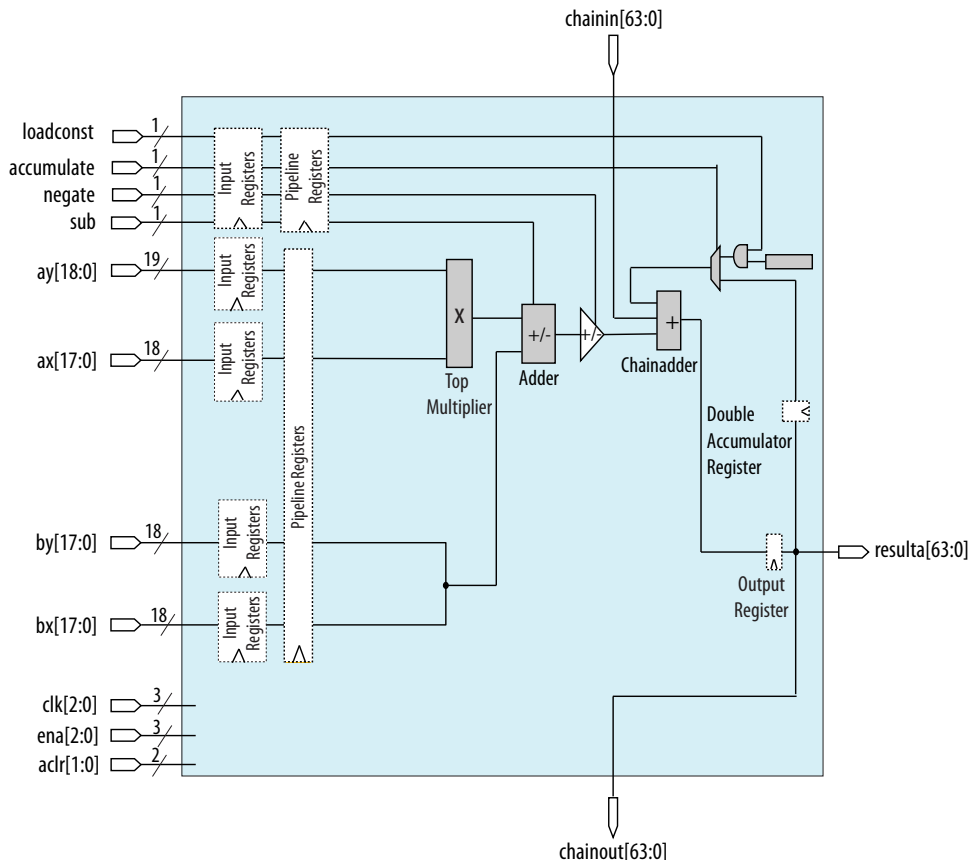 chainin[63:0]
loadconst
1
accumulate
1
negate
1
sub
1
Input
Registers
Pipeline
Registers
ay[18:0]
19
Input
Registers
ax[17:0]
18
Input
Registers
Pipeline Registers
X
Top
Multiplier
+/-
Adder
+/-
+
Chainadder
Double
Accumulator
Register
by[17:0]
18
Input
Registers
bx[17:0]
18
Input
Registers
Output
Register
resulta[63:0]
clk[2:0]
3
ena[2:0]
3
aclr[1:0]
2
chainout[63:0]